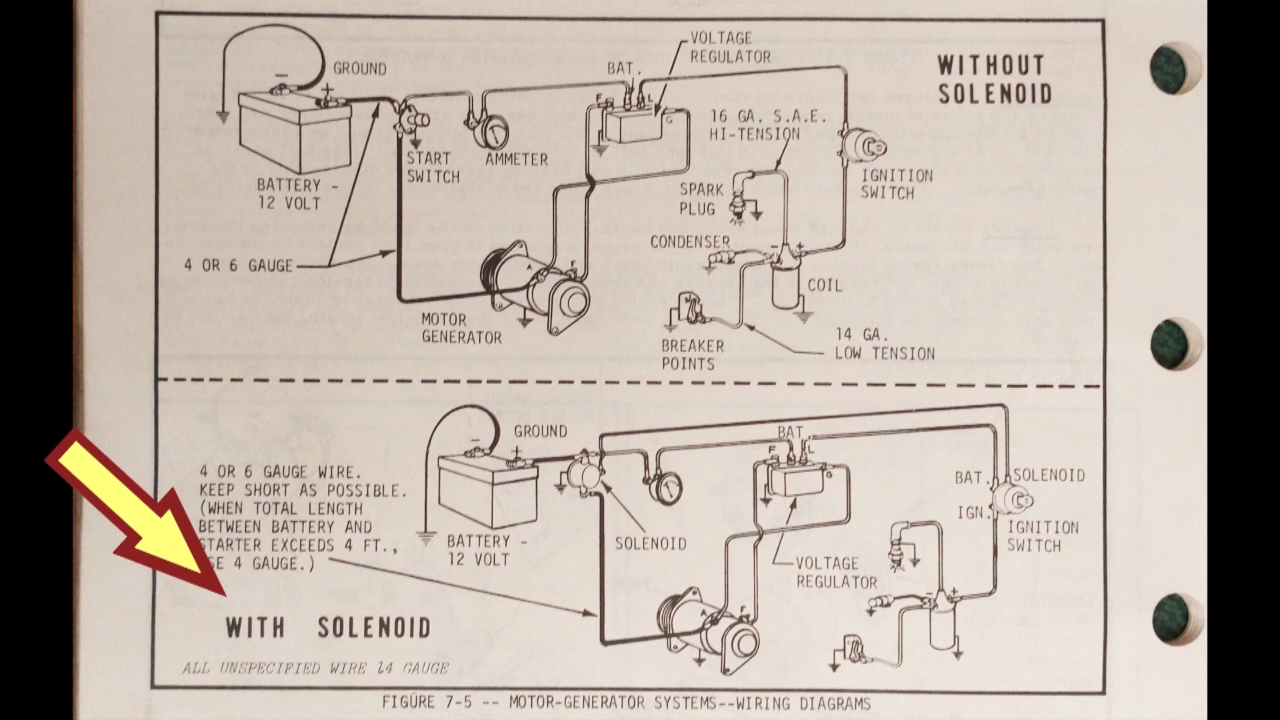 VOLTAGE
REGULATOR
WITHOUT
SOLENOID
GROUND
BAT.
−
+
F
L
G
16 GA. S.A.E.
HI-TENSION
START
SWITCH
AMMETER
IGNITION
SWITCH
BATTERY -
12 VOLT
SPARK
PLUG
CONDENSER
−
+
4 OR 6 GAUGE
A
F
COIL
MOTOR
GENERATOR
BREAKER
POINTS
14 GA.
LOW TENSION
GROUND
BAT
−
+
F
L
G
4 OR 6 GAUGE WIRE.
KEEP SHORT AS POSSIBLE.
(WHEN TOTAL LENGTH
BETWEEN BATTERY AND
STARTER EXCEEDS 4 FT.,
SE 4 GAUGE.)
BAT.
SOLENOID
IGN.
IGNITION
SWITCH
BATTERY -
12 VOLT
SOLENOID
VOLTAGE
REGULATOR
−
+
A
F
WITH SOLENOID
ALL UNSPECIFIED WIRE 14 GAUGE
FIGURE 7-5 -- MOTOR-GENERATOR SYSTEMS--WIRING DIAGRAMS